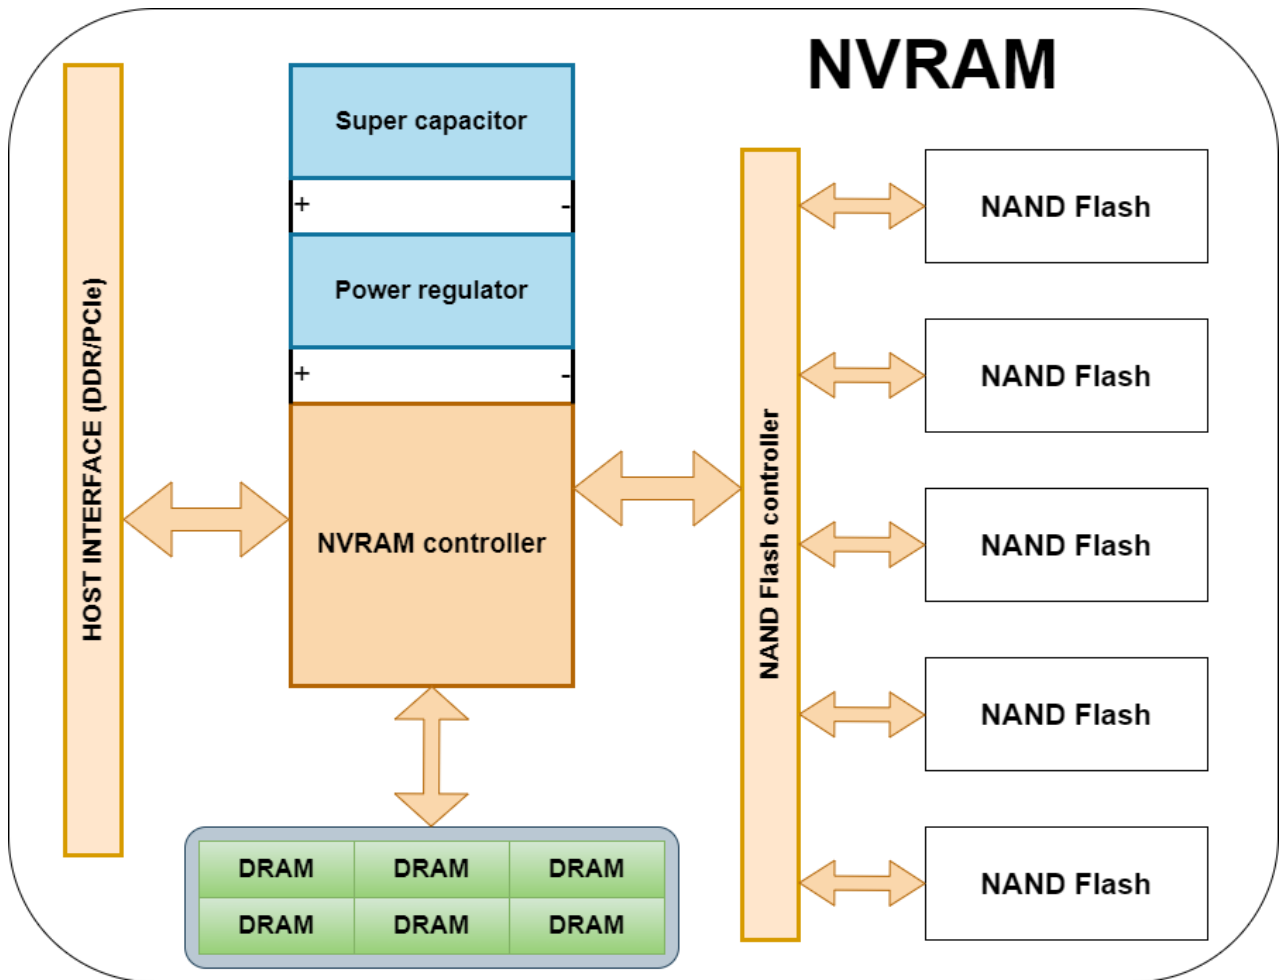 NVRAM
HOST INTERFACE (DDR/PCIe)
Super capacitor
+ -
Power regulator
+ -
NVRAM controller
DRAM DRAM DRAM
DRAM DRAM DRAM
NAND Flash controller
NAND Flash
NAND Flash
NAND Flash
NAND Flash
NAND Flash